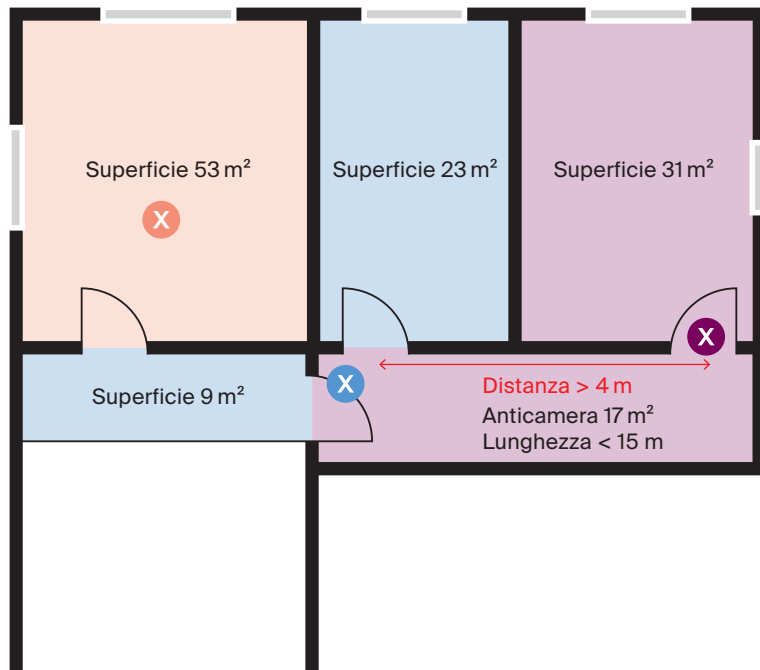 Superficie 53 m²
Superficie 23 m²
Superficie 31 m²
X
X
X
Superficie 9 m²
Distanza > 4 m
Anticamera 17 m²
Lunghezza < 15 m